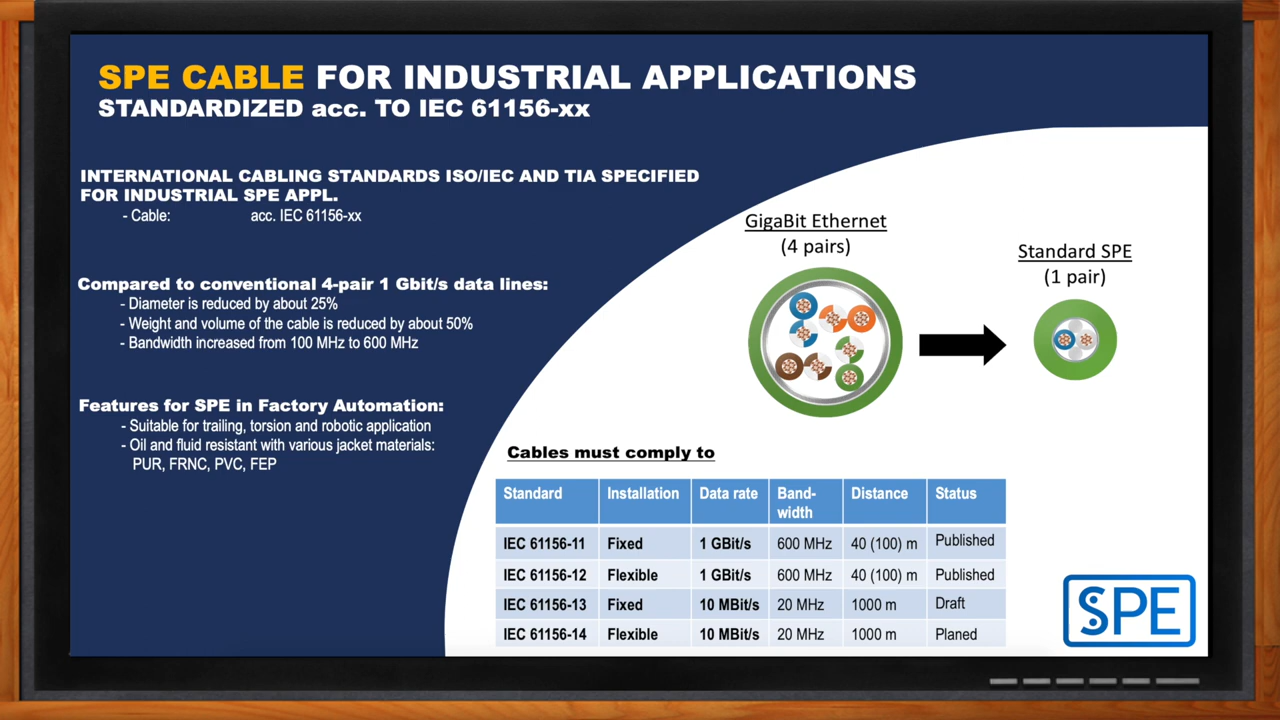 SPE CABLE FOR INDUSTRIAL APPLICATIONS
STANDARDIZED acc. TO IEC 61156-xx
INTERNATIONAL CABLING STANDARDS ISO/IEC AND TIA SPECIFIED
FOR INDUSTRIAL SPE APPL.
- Cable: acc. IEC 61156-xx
Compared to conventional 4-pair 1 Gbit/s data lines:
- Diameter is reduced by about 25%
- Weight and volume of the cable is reduced by about 50%
- Bandwidth increased from 100 MHz to 600 MHz
Features for SPE in Factory Automation:
- Suitable for trailing, torsion and robotic application
- Oil and fluid resistant with various jacket materials:
PUR, FRNC, PVC, FEP
GigaBit Ethernet
(4 pairs)
Standard SPE
(1 pair)
Cables must comply to
Standard Installation Data rate Band-
width Distance Status
IEC 61156-11 Fixed 1 GBit/s 600 MHz 40 (100) m Published
IEC 61156-12 Flexible 1 GBit/s 600 MHz 40 (100) m Published
IEC 61156-13 Fixed 10 MBit/s 20 MHz 1000 m Draft
IEC 61156-14 Flexible 10 MBit/s 20 MHz 1000 m Planed
SPE